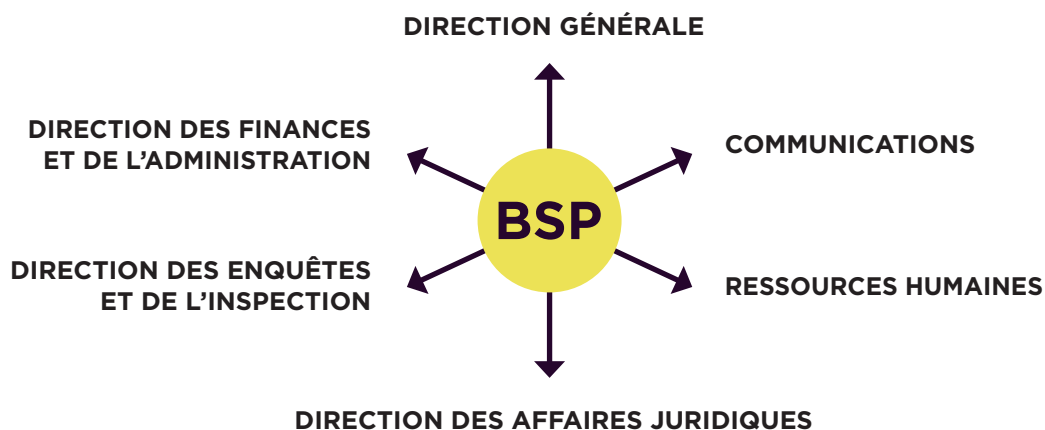 DIRECTION GÉNÉRALE
DIRECTION DES FINANCES
ET DE L’ADMINISTRATION
COMMUNICATIONS
BSP
DIRECTION DES ENQUÊTES
ET DE L’INSPECTION
RESSOURCES HUMAINES
DIRECTION DES AFFAIRES JURIDIQUES